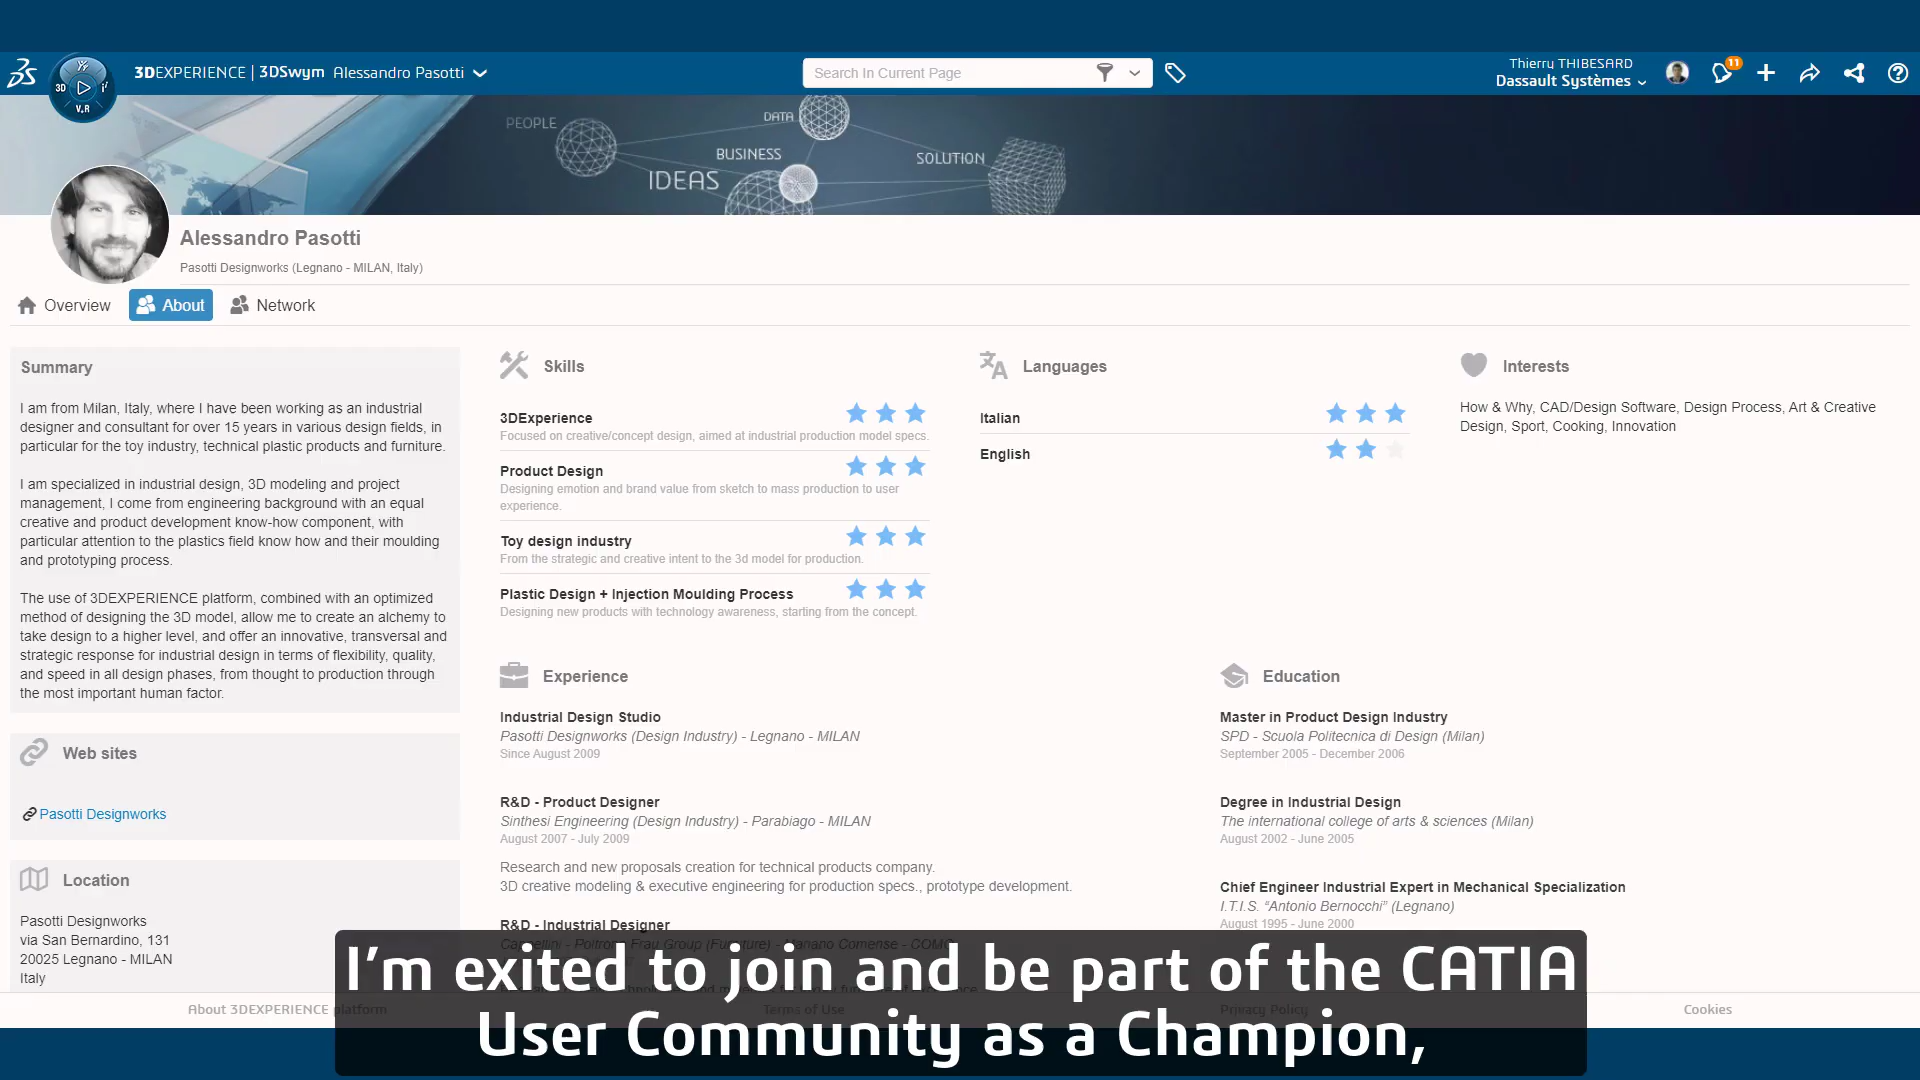 3DEXPERIENCE | 3DSwym Alessandro Pasotti
Search In Current Page
Thierry THIBESARD
Dassault Systèmes
11
3D
V.R
PEOPLE
DATA
BUSINESS
SOLUTION
IDEAS
Alessandro Pasotti
Pasotti Designworks (Legnano - MILAN, Italy)
Overview
About
Network
Summary
I am from Milan, Italy, where I have been working as an industrial
designer and consultant for over 15 years in various design fields, in
particular for the toy industry, technical plastic products and furniture.
I am specialized in industrial design, 3D modeling and project
management, I come from engineering background with an equal
creative and product development know-how component, with
particular attention to the plastics field know how and their moulding
and prototyping process.
The use of 3DEXPERIENCE platform, combined with an optimized
method of designing the 3D model, allow me to create an alchemy to
take design to a higher level, and offer an innovative, transversal and
strategic response for industrial design in terms of flexibility, quality,
and speed in all design phases, from thought to production through
the most important human factor.
Web sites
Pasotti Designworks
Location
Pasotti Designworks
via San Bernardino, 131
20025 Legnano - MILAN
Italy
Skills
3DExperience
Focused on creative/concept design, aimed at industrial production model specs.
Product Design
Designing emotion and brand value from sketch to mass production to user
experience.
Toy design industry
From the strategic and creative intent to the 3d model for production.
Plastic Design + Injection Moulding Process
Designing new products with technology awareness, starting from the concept.
Languages
Italian
English
Interests
How & Why, CAD/Design Software, Design Process, Art & Creative
Design, Sport, Cooking, Innovation
Experience
Industrial Design Studio
Pasotti Designworks (Design Industry) - Legnano - MILAN
Since August 2009
R&D - Product Designer
Sinthesi Engineering (Design Industry) - Parabiago - MILAN
August 2007 - July 2009
Research and new proposals creation for technical products company.
3D creative modeling & executive engineering for production specs., prototype development.
R&D - Industrial Designer
Cappellini - Poltrona Frau Group (Furniture) - Mariano Comense - COMO
Education
Master in Product Design Industry
SPD - Scuola Politecnica di Design (Milan)
September 2005 - December 2006
Degree in Industrial Design
The international college of arts & sciences (Milan)
August 2002 - June 2005
Chief Engineer Industrial Expert in Mechanical Specialization
I.T.I.S. “Antonio Bernocchi” (Legnano)
August 1995 - June 2000
About 3DEXPERIENCE platform
Terms of Use
Privacy Policy
Cookies
I’m exited to join and be part of the CATIA
User Community as a Champion,